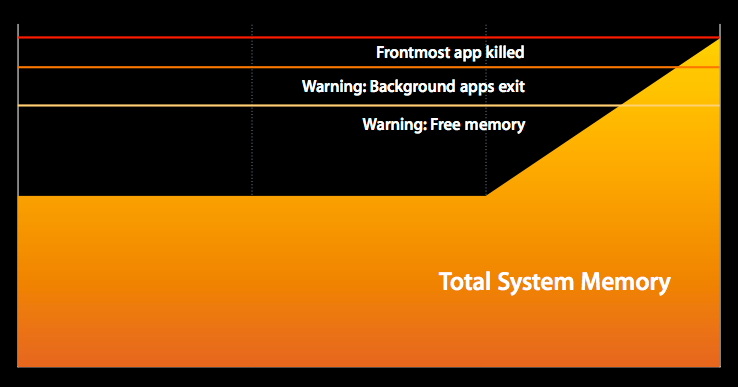 Frontmost app killed
Warning: Background apps exit
Warning: Free memory
Total System Memory